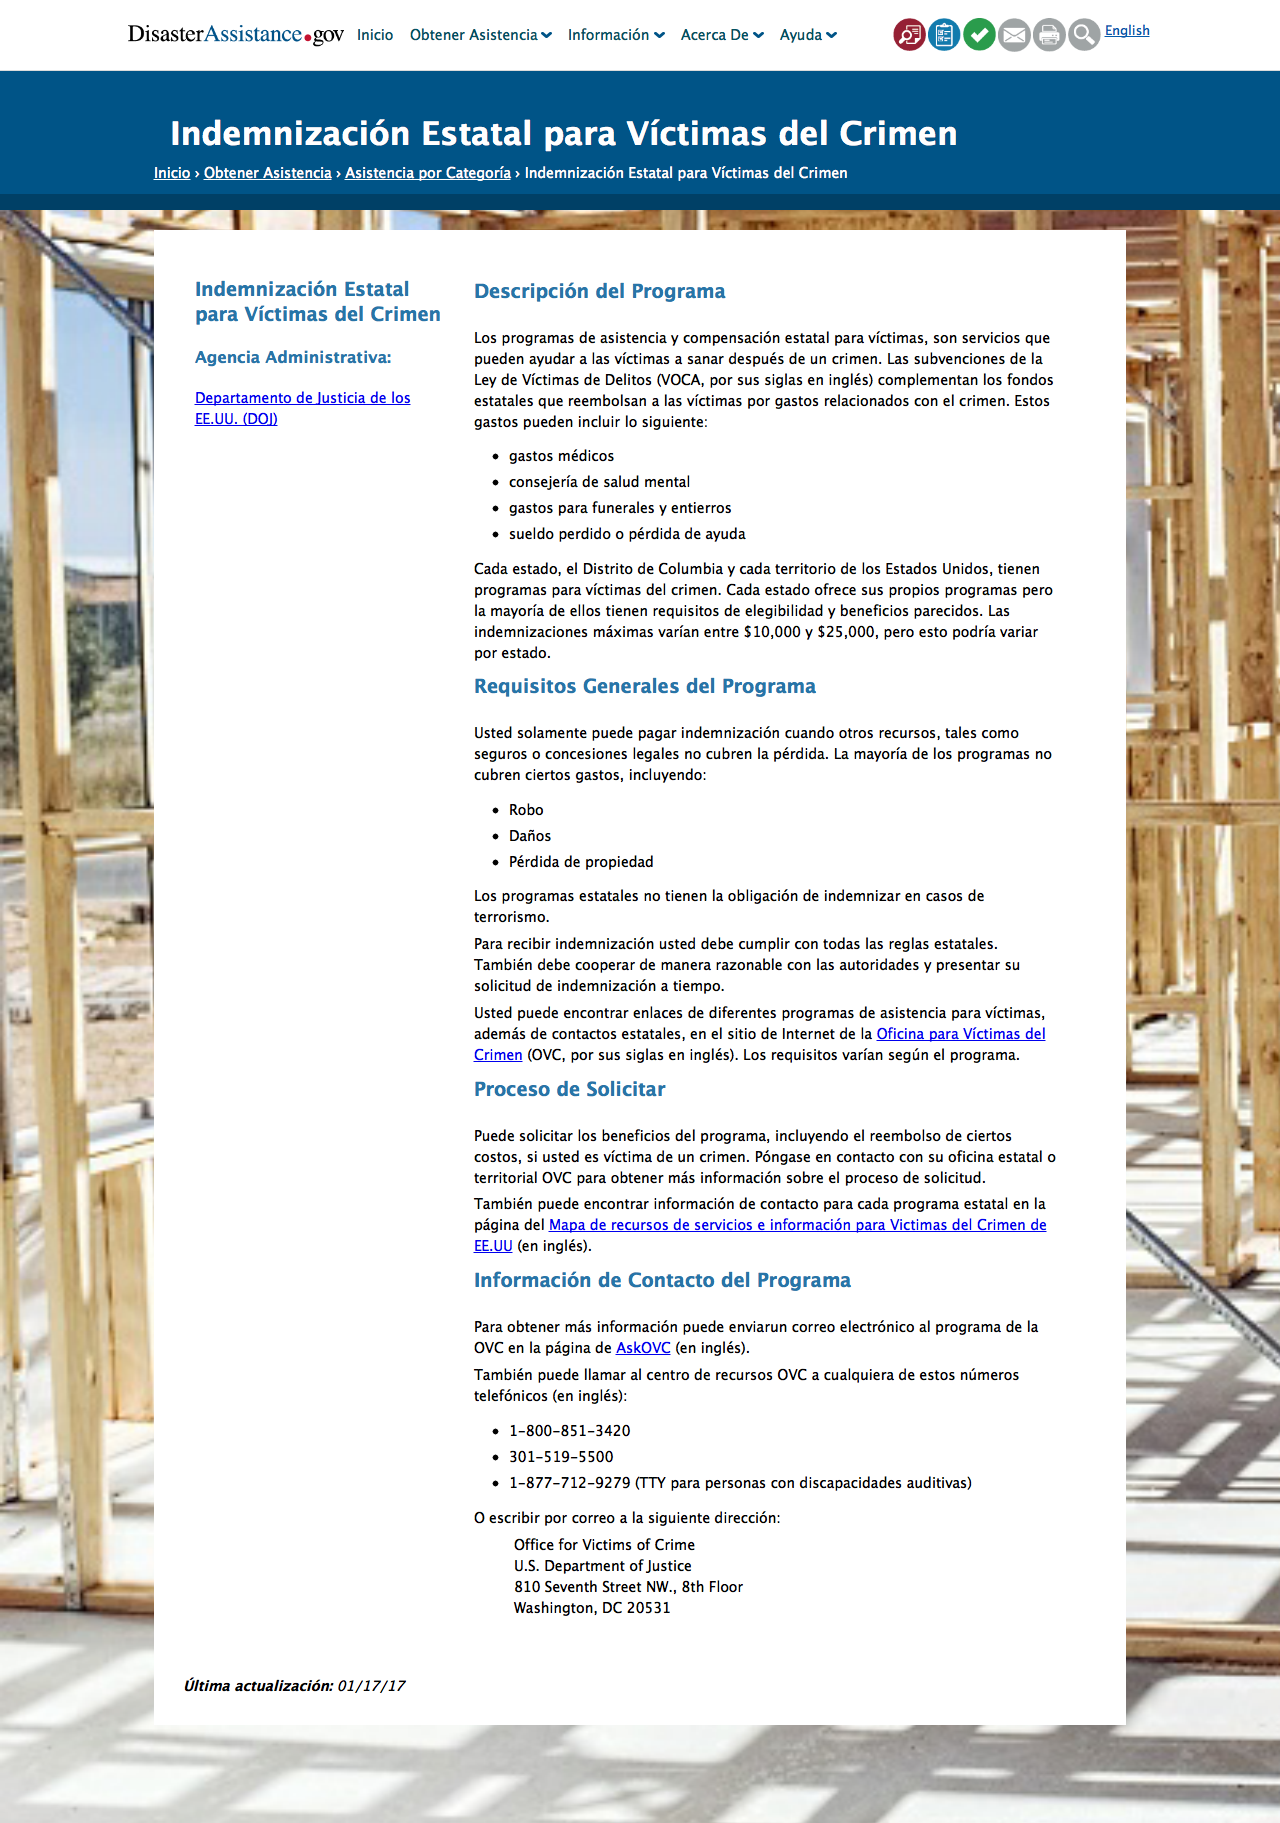 DisasterAssistance.gov Inicio Obtener Asistencia Información Acerca De Ayuda English
Indemnización Estatal para Víctimas del Crimen
Inicio › Obtener Asistencia › Asistencia por Categoría › Indemnización Estatal para Víctimas del Crimen
Indemnización Estatal
para Víctimas del Crimen
Agencia Administrativa:
Departamento de Justicia de los
EE.UU. (DOJ)
Descripción del Programa
Los programas de asistencia y compensación estatal para víctimas, son servicios que
pueden ayudar a las víctimas a sanar después de un crimen. Las subvenciones de la
Ley de Víctimas de Delitos (VOCA, por sus siglas en inglés) complementan los fondos
estatales que reembolsan a las víctimas por gastos relacionados con el crimen. Estos
gastos pueden incluir lo siguiente:
• gastos médicos
• consejería de salud mental
• gastos para funerales y entierros
• sueldo perdido o pérdida de ayuda
Cada estado, el Distrito de Columbia y cada territorio de los Estados Unidos, tienen
programas para víctimas del crimen. Cada estado ofrece sus propios programas pero
la mayoría de ellos tienen requisitos de elegibilidad y beneficios parecidos. Las
indemnizaciones máximas varían entre $10,000 y $25,000, pero esto podría variar
por estado.
Requisitos Generales del Programa
Usted solamente puede pagar indemnización cuando otros recursos, tales como
seguros o concesiones legales no cubren la pérdida. La mayoría de los programas no
cubren ciertos gastos, incluyendo:
• Robo
• Daños
• Pérdida de propiedad
Los programas estatales no tienen la obligación de indemnizar en casos de
terrorismo.
Para recibir indemnización usted debe cumplir con todas las reglas estatales.
También debe cooperar de manera razonable con las autoridades y presentar su
solicitud de indemnización a tiempo.
Usted puede encontrar enlaces de diferentes programas de asistencia para víctimas,
además de contactos estatales, en el sitio de Internet de la Oficina para Víctimas del
Crimen (OVC, por sus siglas en inglés). Los requisitos varían según el programa.
Proceso de Solicitar
Puede solicitar los beneficios del programa, incluyendo el reembolso de ciertos
costos, si usted es víctima de un crimen. Póngase en contacto con su oficina estatal o
territorial OVC para obtener más información sobre el proceso de solicitud.
También puede encontrar información de contacto para cada programa estatal en la
página del Mapa de recursos de servicios e información para Victimas del Crimen de
EE.UU (en inglés).
Información de Contacto del Programa
Para obtener más información puede enviarun correo electrónico al programa de la
OVC en la página de AskOVC (en inglés).
También puede llamar al centro de recursos OVC a cualquiera de estos números
telefónicos (en inglés):
• 1-800-851-3420
• 301-519-5500
• 1-877-712-9279 (TTY para personas con discapacidades auditivas)
O escribir por correo a la siguiente dirección:
Office for Victims of Crime
U.S. Department of Justice
810 Seventh Street NW., 8th Floor
Washington, DC 20531
Última actualización: 01/17/17